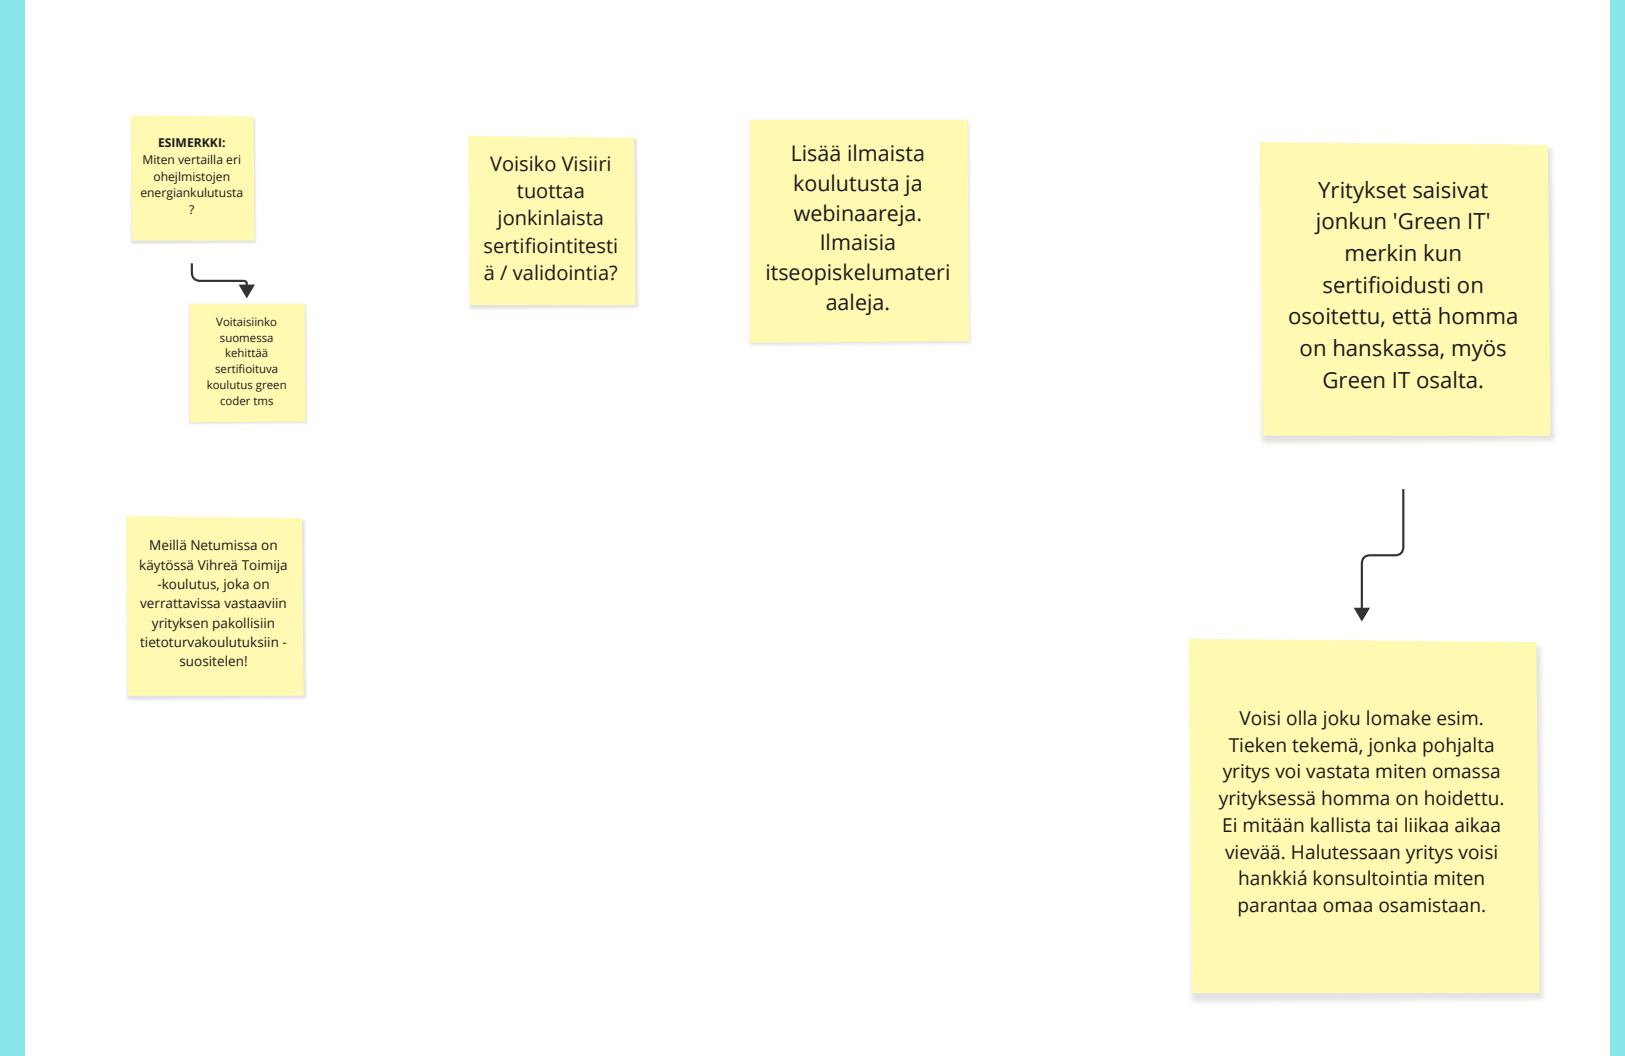 ESIMERKKI:
Miten vertailla eri
ohejlmistojen
energiankulutusta
?
Voitaisiinko
suomessa
kehittää
sertifioituva
koulutus green
coder tms
Meillä Netumissa on
käytössä Vihreä Toimija
-koulutus, joka on
verrattavissa vastaaviin
yrityksen pakollisiin
tietoturvakoulutuksiin -
suositelen!
Voisiko Visiiri
tuottaa
jonkinlaista
sertifiointitesti
ä / validointia?
Lisää ilmaista
koulutusta ja
webinaareja.
Ilmaisia
itseopiskelumateri
aaleja.
Yritykset saisivat
jonkun 'Green IT'
merkin kun
sertifioidusti on
osoitettu, että homma
on hanskassa, myös
Green IT osalta.
Voisi olla joku lomake esim.
Tieken tekemä, jonka pohjalta
yritys voi vastata miten omassa
yrityksessä homma on hoidettu.
Ei mitään kallista tai liikaa aikaa
vievää. Halutessaan yritys voisi
hankkiá konsultointia miten
parantaa omaa osamistaan.